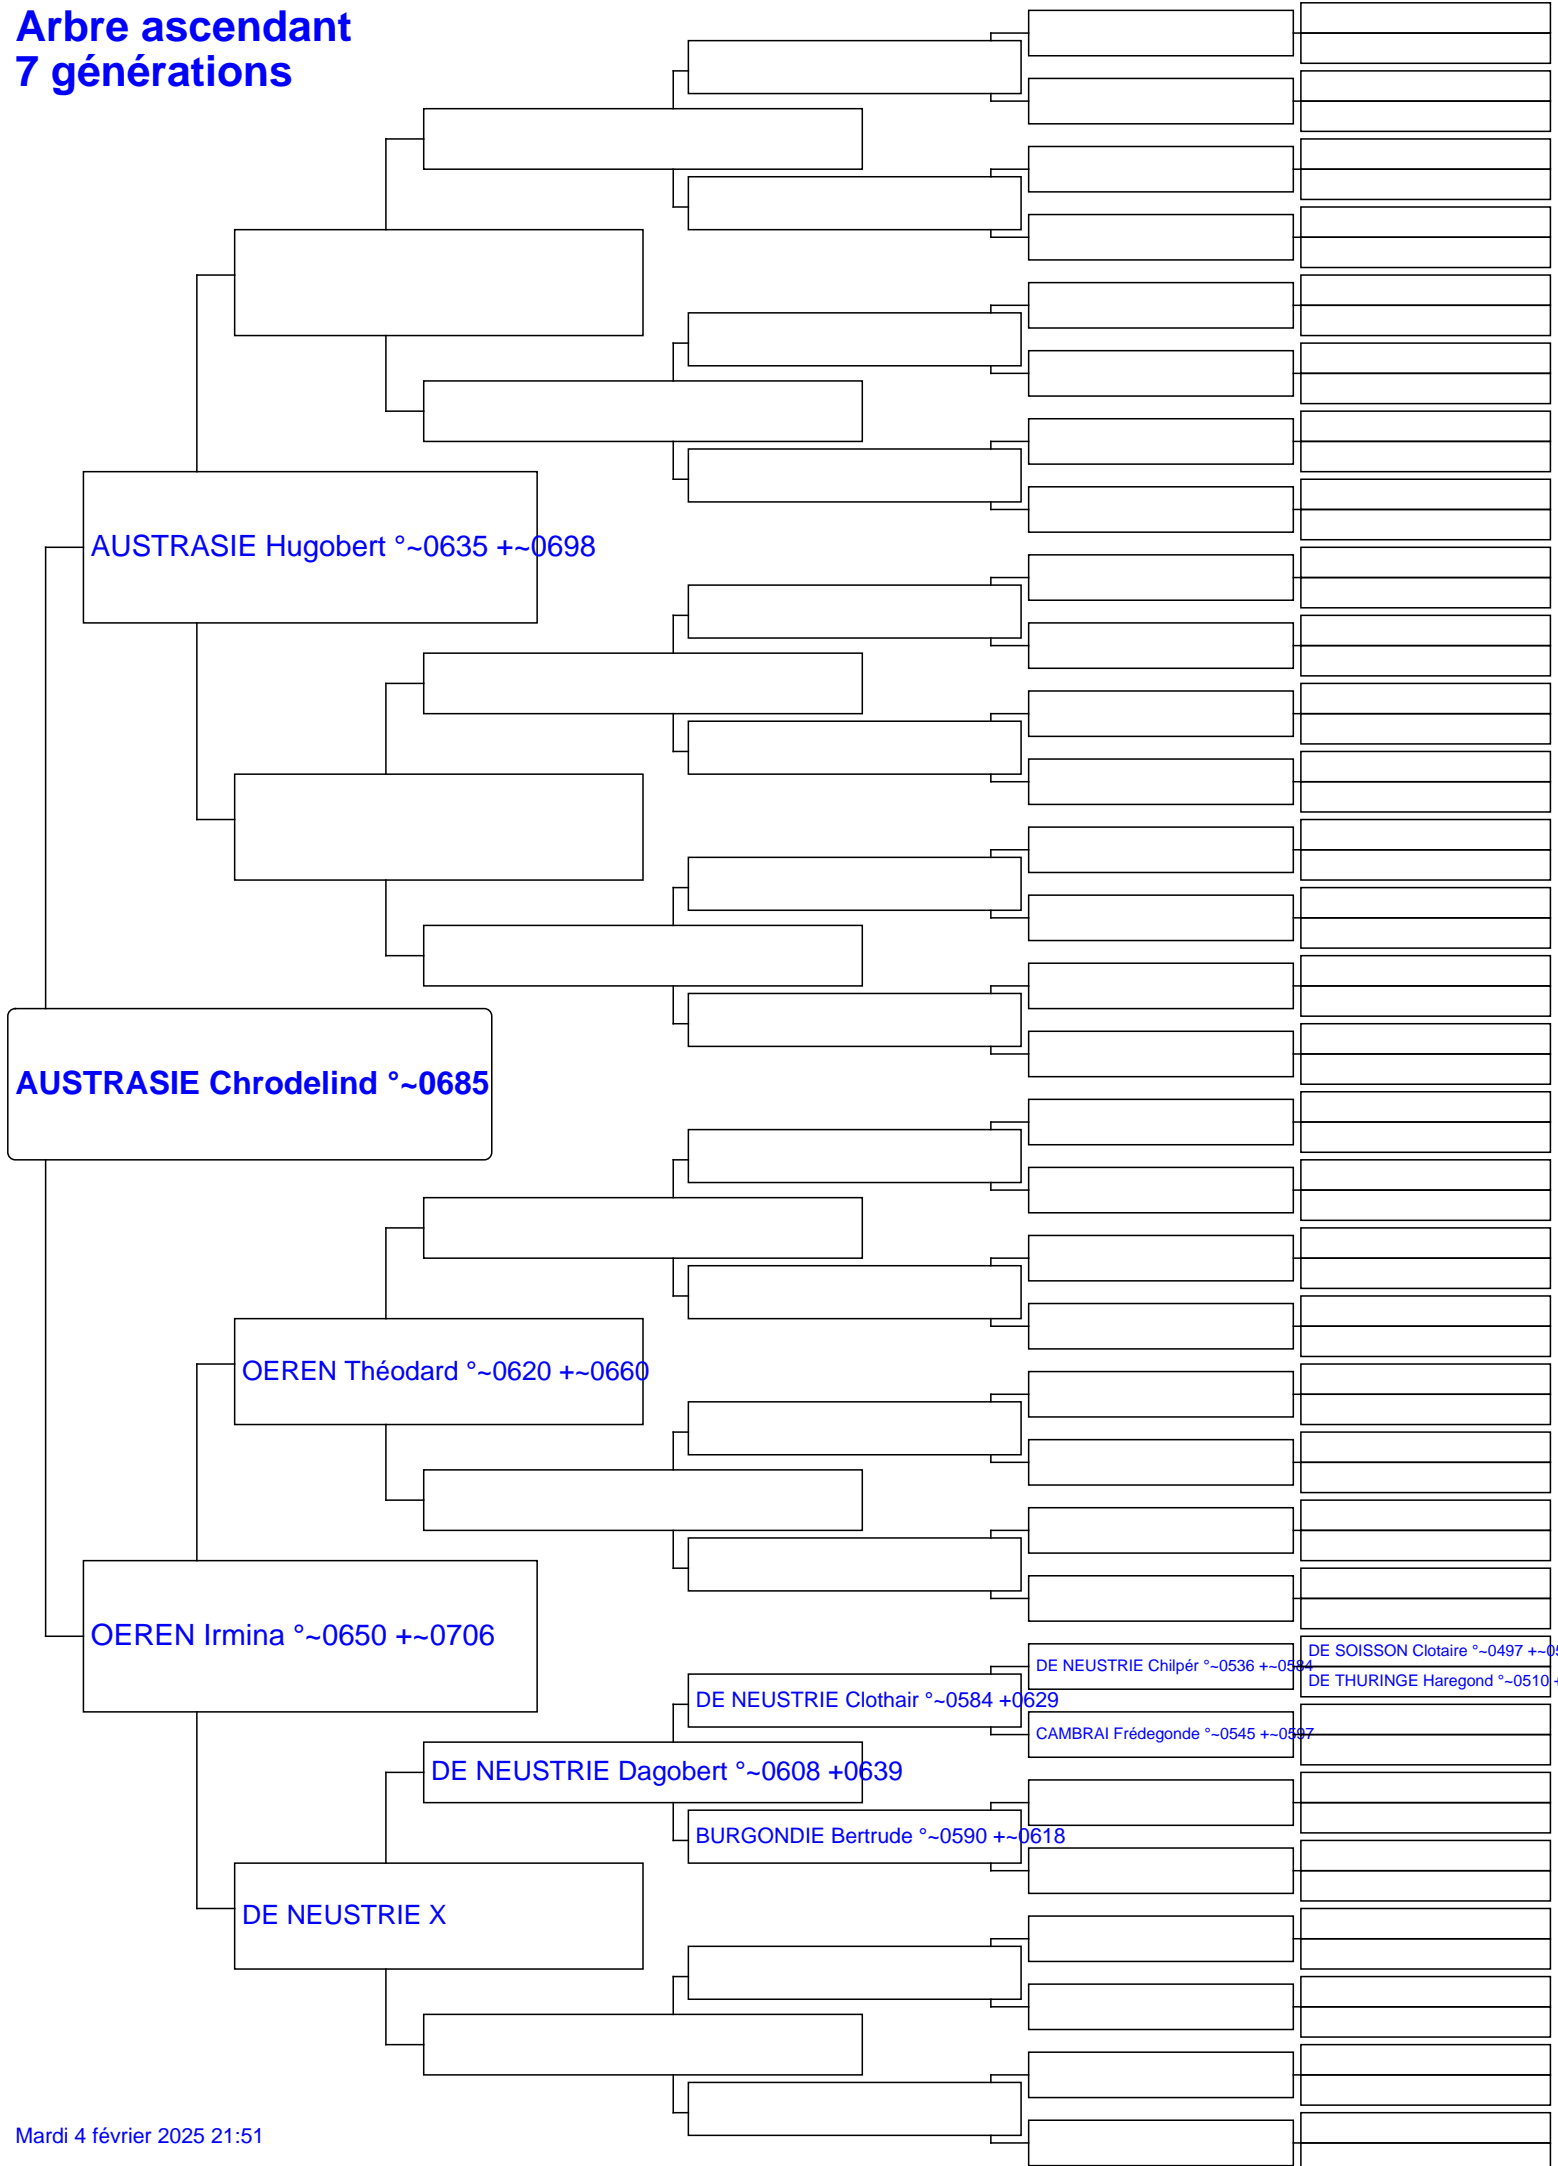 Arbre ascendant
7 générations
AUSTRASIE Hugobert °~0635 +~0698
AUSTRASIE Chrodelind °~0685
OEREN Théodard °~0620 +~0660
OEREN Irmina °~0650 +~0706
DE SOISSON Clotaire °~0497 +~05
DE NEUSTRIE Chilpér °~0536 +~0584
DE THURINGE Haregond °~0510 +
DE NEUSTRIE Clothair °~0584 +0629
CAMBRAI Frédegonde °~0545 +~0597
DE NEUSTRIE Dagobert °~0608 +0639
BURGONDIE Bertrude °~0590 +~0618
DE NEUSTRIE X
Mardi 4 février 2025 21:51